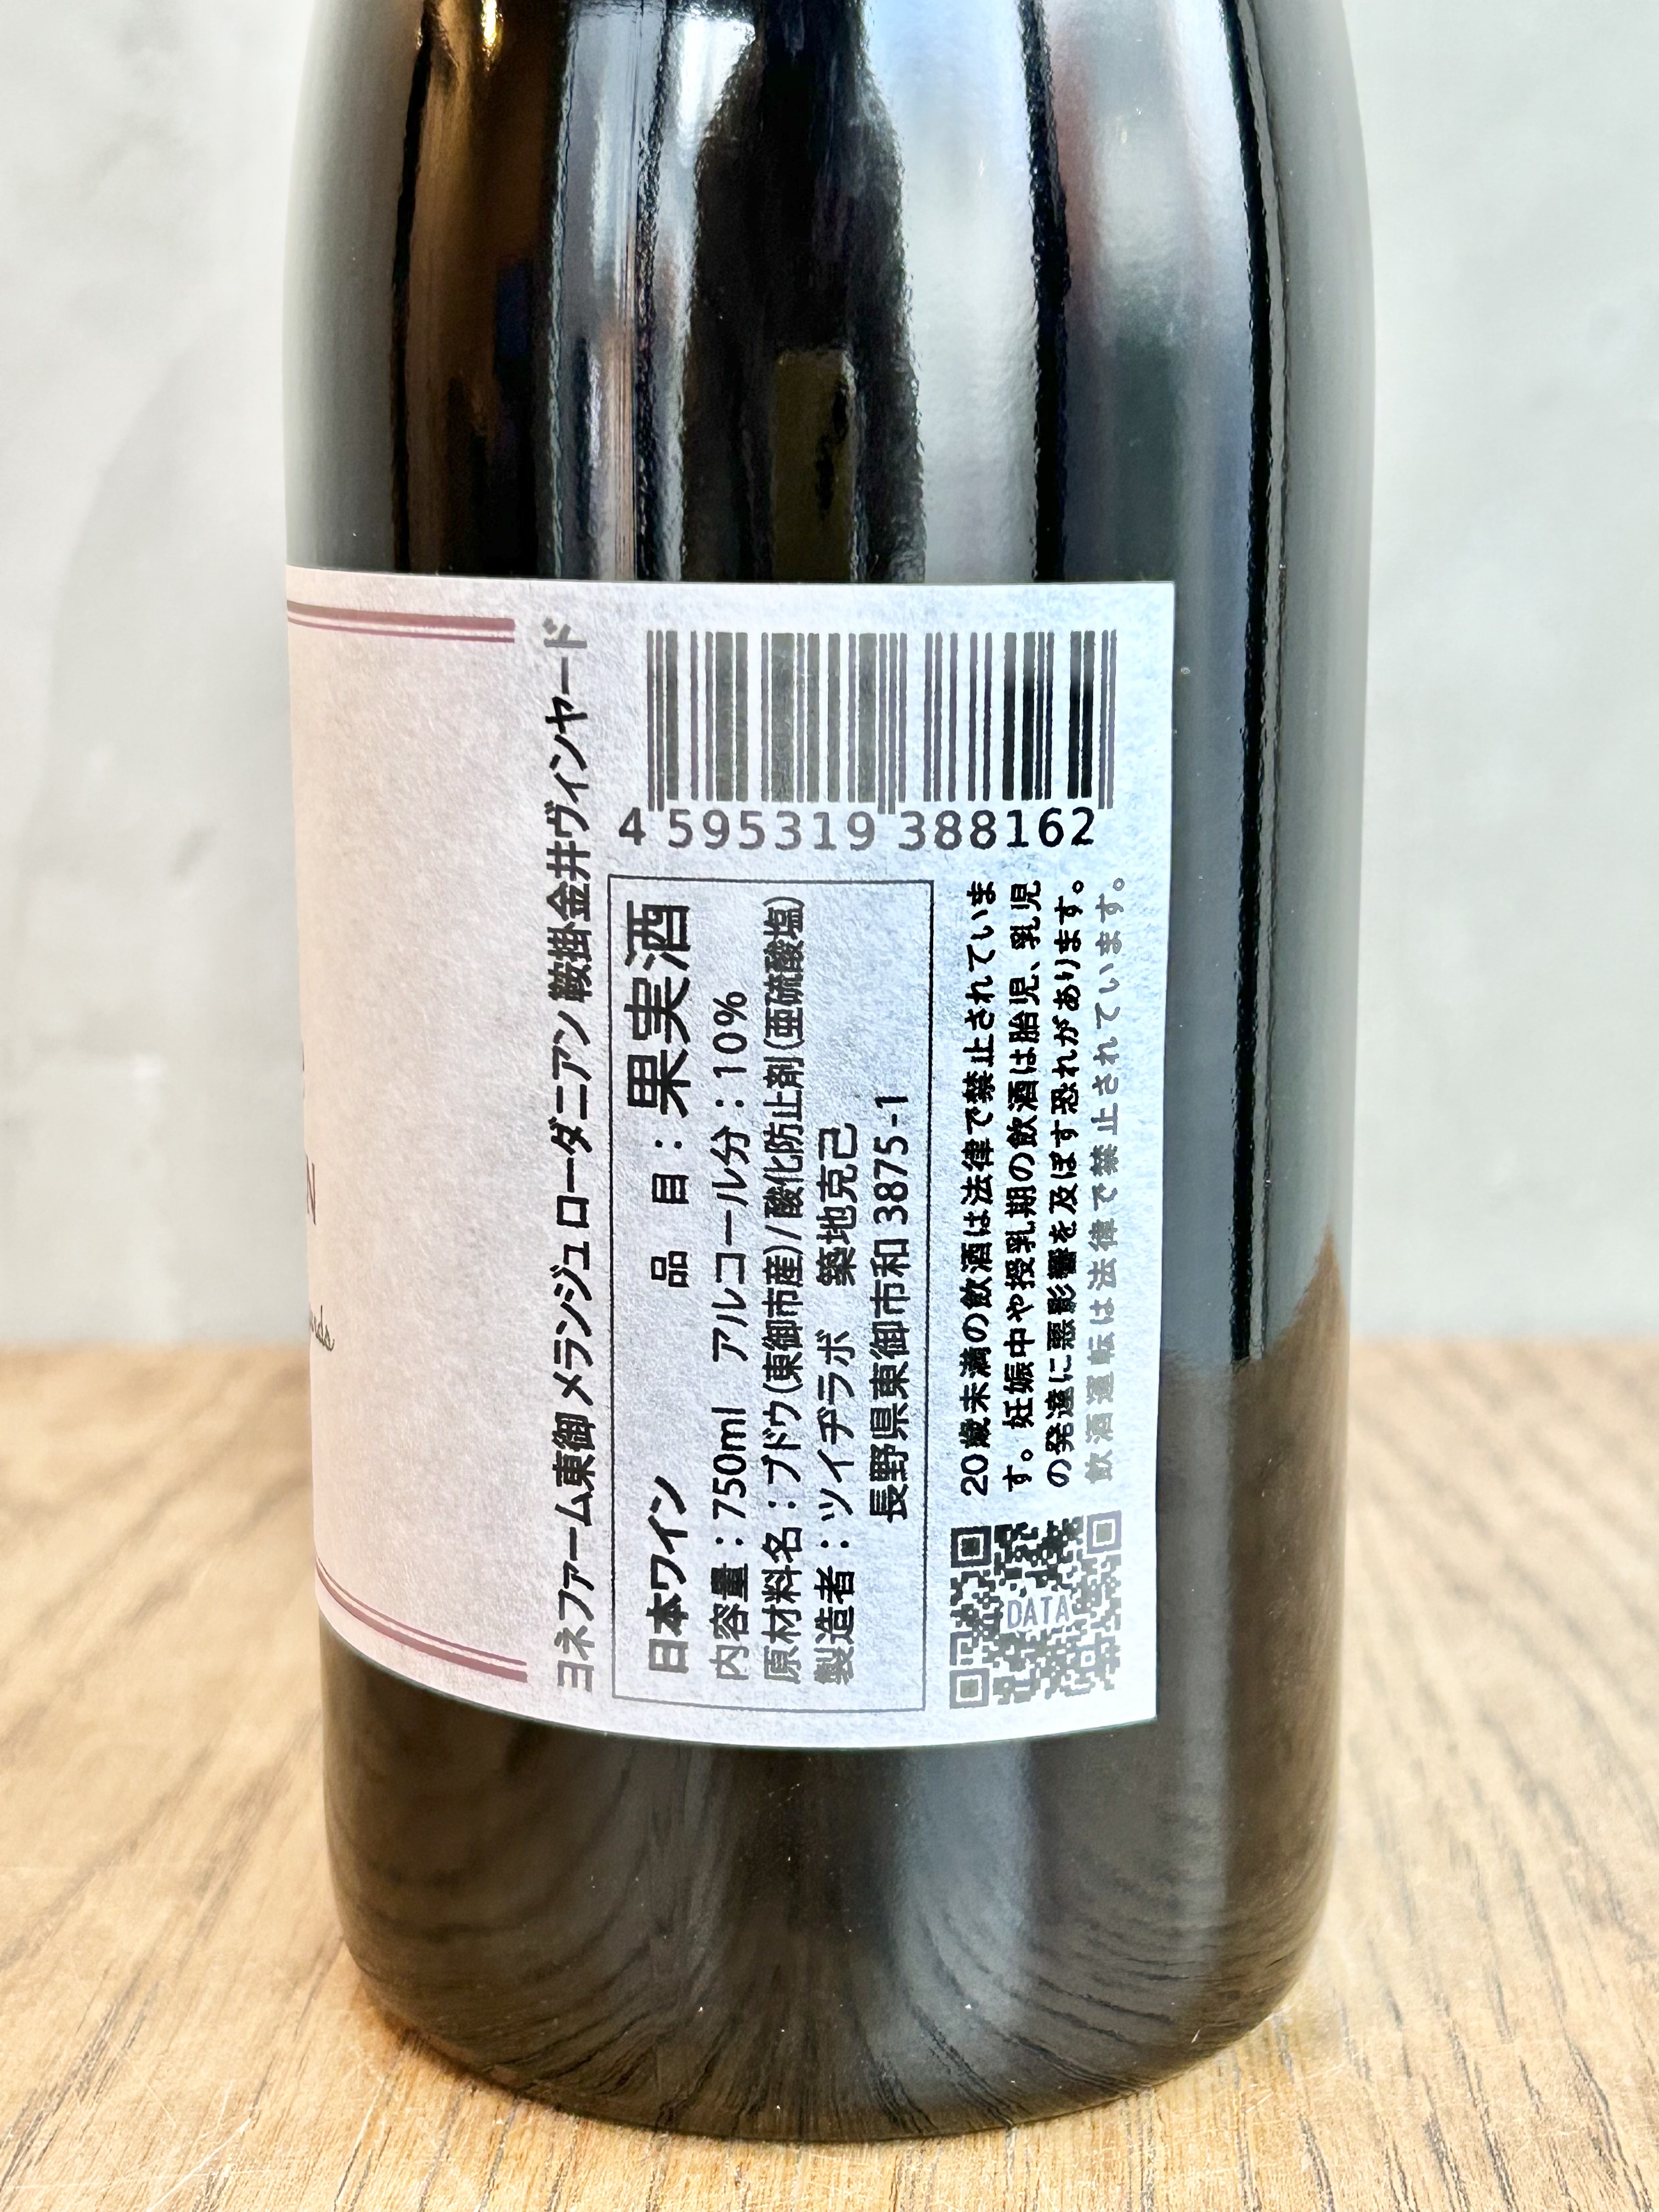 ヨネファーム東御 メランジュ ローダニアン 鞍掛金井ヴィンヤード
日本ワイン 品 目：果実酒
内容量：750ml アルコール分：10%
原材料名：ブドウ(東御市産)/酸化防止剤(亜硫酸塩)
製造者：ツイヂラボ 築地克己
長野県東御市和3875-1
4 595319 388162
20歳未満の飲酒は法律で禁止されていま
す。妊娠中や授乳期の飲酒は胎児、乳児
の発達に悪影響を及ぼす恐れがあります。
飲酒運転は法律で禁止されています。
DATA